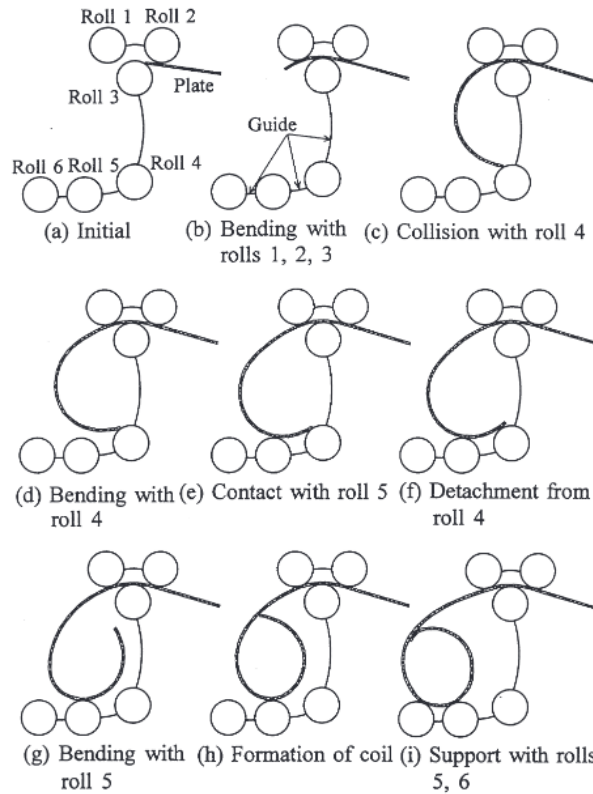 Roll 1 Roll 2
Roll 3
Plate
Roll 6 Roll 5 Roll 4
(a) Initial
Guide
(b) Bending with
rolls 1, 2, 3
(c) Collision with roll 4
(d) Bending with
roll 4
(e) Contact with roll 5
(f) Detachment from
roll 4
(g) Bending with
roll 5
(h) Formation of coil
(i) Support with rolls
5, 6